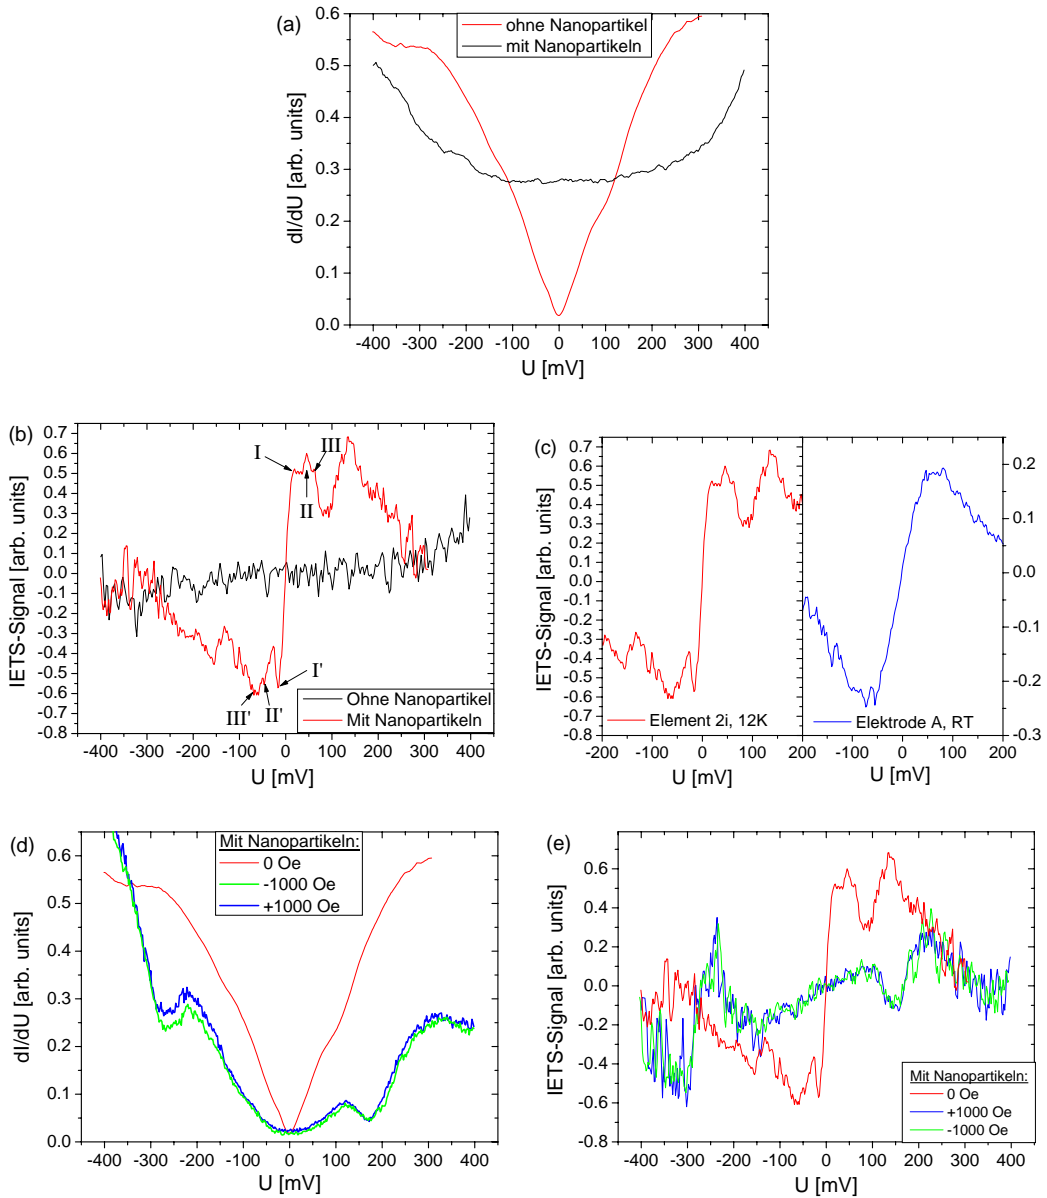 (a)
ohne Nanopartikel
mit Nanopartikeln
dI/dU [arb. units]
0.6
0.5
0.4
0.3
0.2
0.1
0.0
-400 -300 -200 -100 0 100 200 300 400
U [mV]
(b)
IETS-Signal [arb. units]
0.7
0.6
0.5
0.4
0.3
0.2
0.1
0.0
-0.1
-0.2
-0.3
-0.4
-0.5
-0.6
-0.7
-0.8
I
II
III
I'
II'
III'
Ohne Nanopartikel
Mit Nanopartikeln
-400 -300 -200 -100 0 100 200 300 400
U [mV]
(c)
IETS-Signal [arb. units]
0.7
0.6
0.5
0.4
0.3
0.2
0.1
0.0
-0.1
-0.2
-0.3
-0.4
-0.5
-0.6
-0.7
-0.8
Element 2i, 12K
Elektrode A, RT
0.2
0.1
0.0
-0.1
-0.2
-0.3
-200 -100 0 100 200 -100 0 100 200
U [mV]
U [mV]
(d)
Mit Nanopartikeln:
0 Oe
-1000 Oe
+1000 Oe
dI/dU [arb. units]
0.6
0.5
0.4
0.3
0.2
0.1
0.0
-400 -300 -200 -100 0 100 200 300 400
U [mV]
(e)
IETS-Signal [arb. units]
0.8
0.6
0.4
0.2
0.0
-0.2
-0.4
-0.6
-0.8
Mit Nanopartikeln:
0 Oe
+1000 Oe
-1000 Oe
-400 -300 -200 -100 0 100 200 300 400
U [mV]